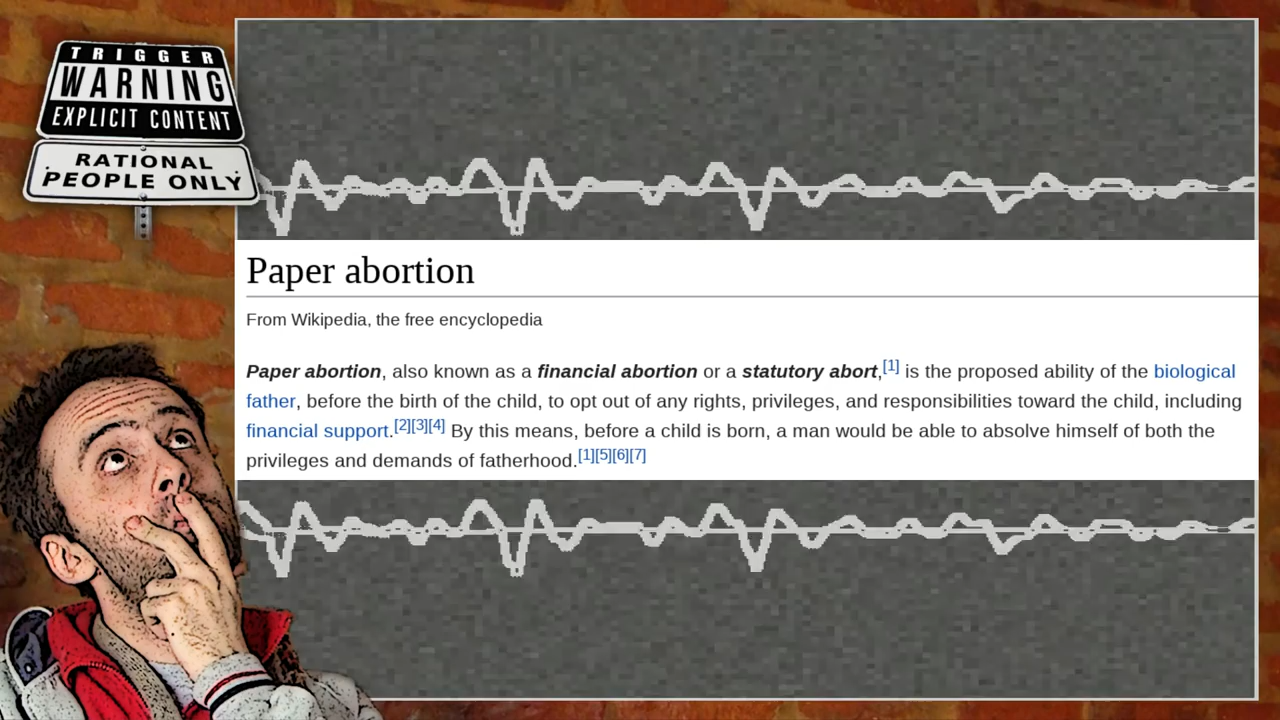 TRIGGER
WARNING
EXPLICIT CONTENT
RATIONAL
PEOPLE ONLY
Paper abortion
From Wikipedia, the free encyclopedia
Paper abortion, also known as a financial abortion or a statutory abort,[1] is the proposed ability of the biological
father, before the birth of the child, to opt out of any rights, privileges, and responsibilities toward the child, including
financial support.[2][3][4] By this means, before a child is born, a man would be able to absolve himself of both the
privileges and demands of fatherhood.[1][5][6][7]